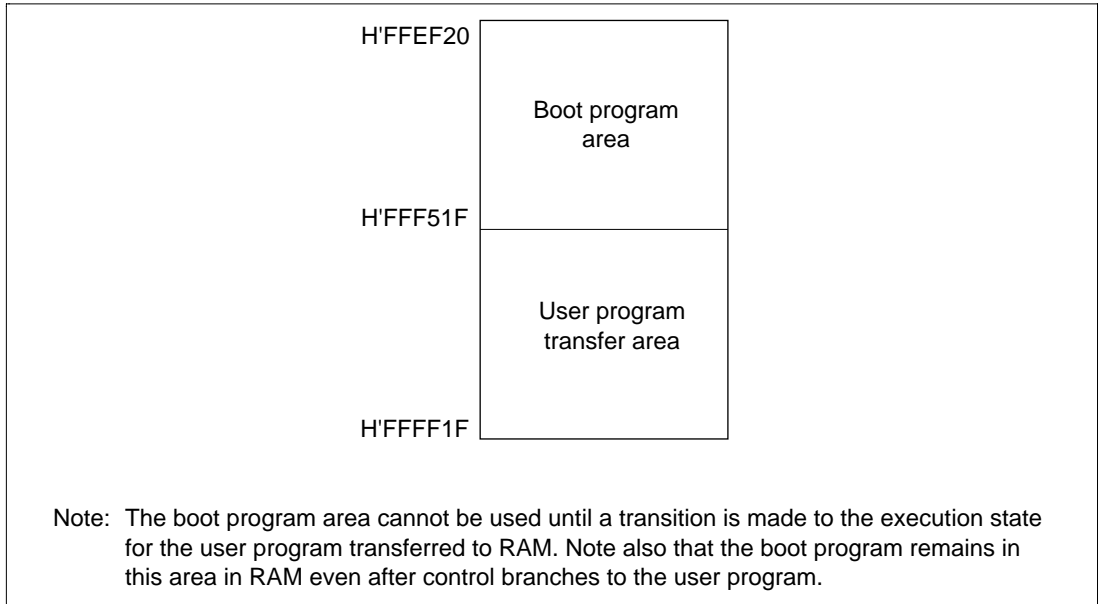 H'FFEF20
Boot program
area
H'FFF51F
User program
transfer area
H'FFFF1F
Note: The boot program area cannot be used until a transition is made to the execution state
for the user program transferred to RAM. Note also that the boot program remains in
this area in RAM even after control branches to the user program.